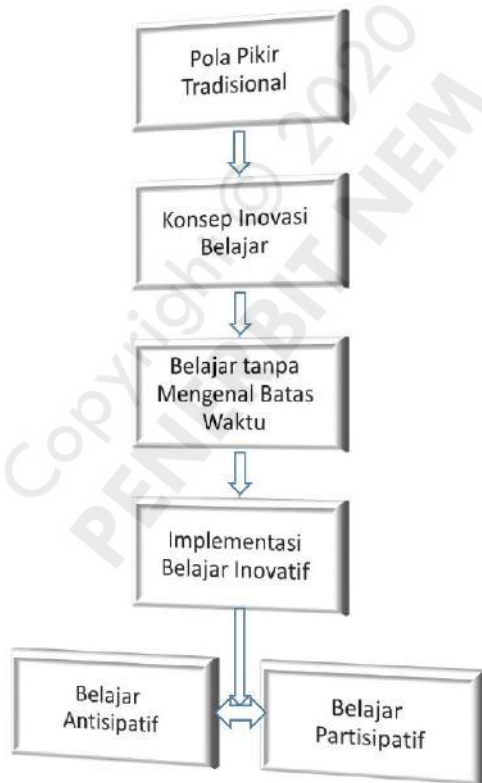 Copyright © 2020
PENERBIT NEM
Pola Pikir
Tradisional
Konsep Inovasi
Belajar
Belajar tanpa
Mengenal Batas
Waktu
Implementasi
Belajar Inovatif
Belajar
Antisipatif
Belajar
Partisipatif